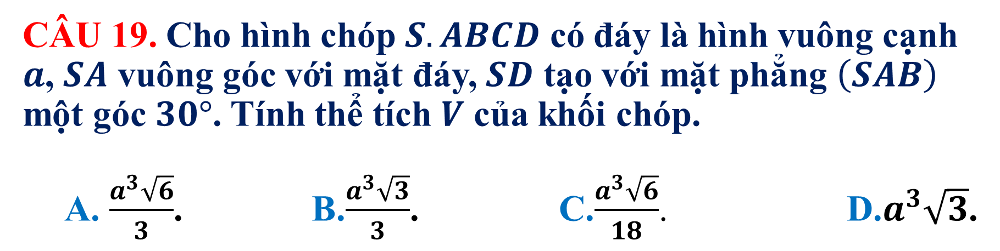 CÂU 19. Cho hình chóp S.ABCD có đáy là hình vuông cạnh
a, SA vuông góc với mặt đáy, SD tạo với mặt phẳng (SAB)
một góc 30°. Tính thể tích V của khối chóp.
A. \frac{a^3\sqrt{6}}{3}. B. \frac{a^3\sqrt{3}}{3}. C. \frac{a^3\sqrt{6}}{18}. D. a^3\sqrt{3}.